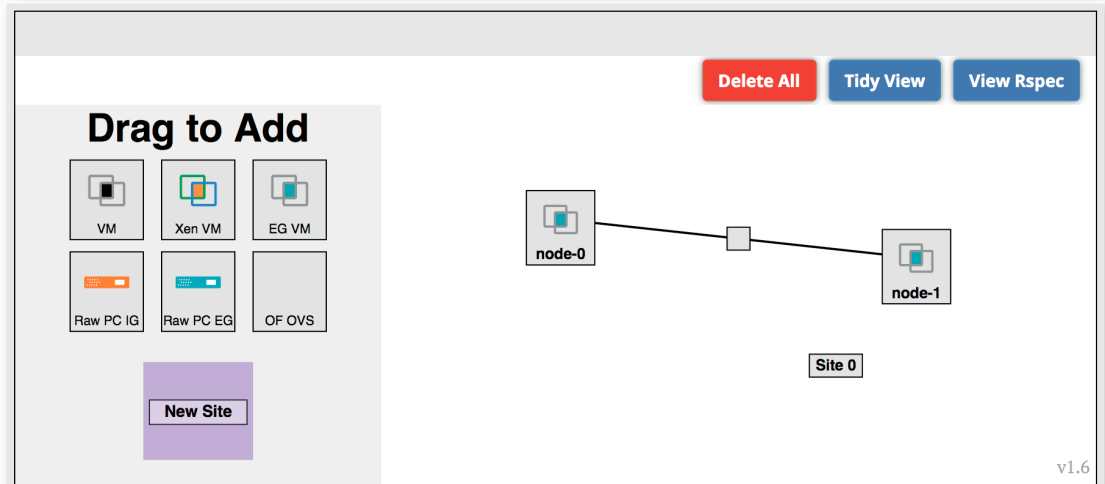 Delete All
Tidy View
View Rspec
Drag to Add
VM
Xen VM
EG VM
Raw PC IG
Raw PC EG
OF OVS
New Site
node-0
node-1
Site 0
v1.6